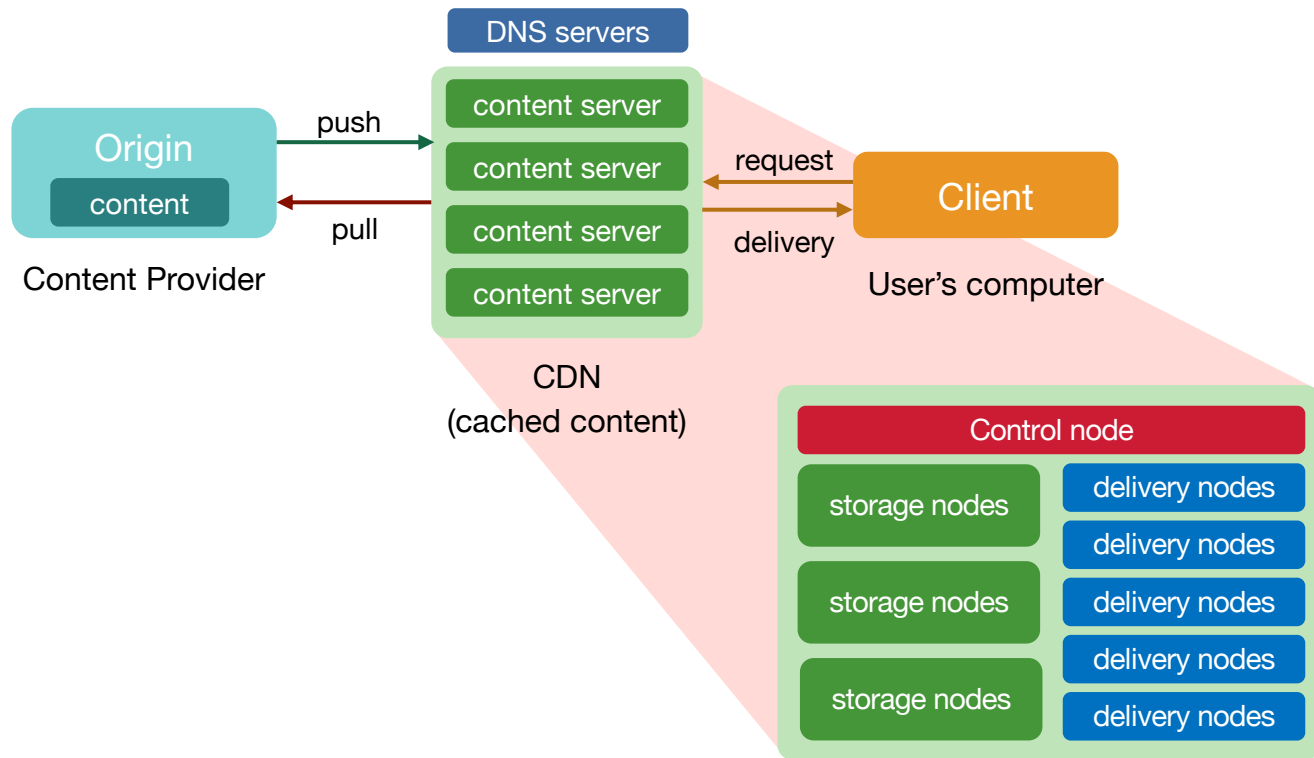 DNS servers
content server
content server
content server
content server
Origin
content
push
pull
Content Provider
request
delivery
Client
User’s computer
CDN
(cached content)
Control node
storage nodes
storage nodes
storage nodes
delivery nodes
delivery nodes
delivery nodes
delivery nodes
delivery nodes